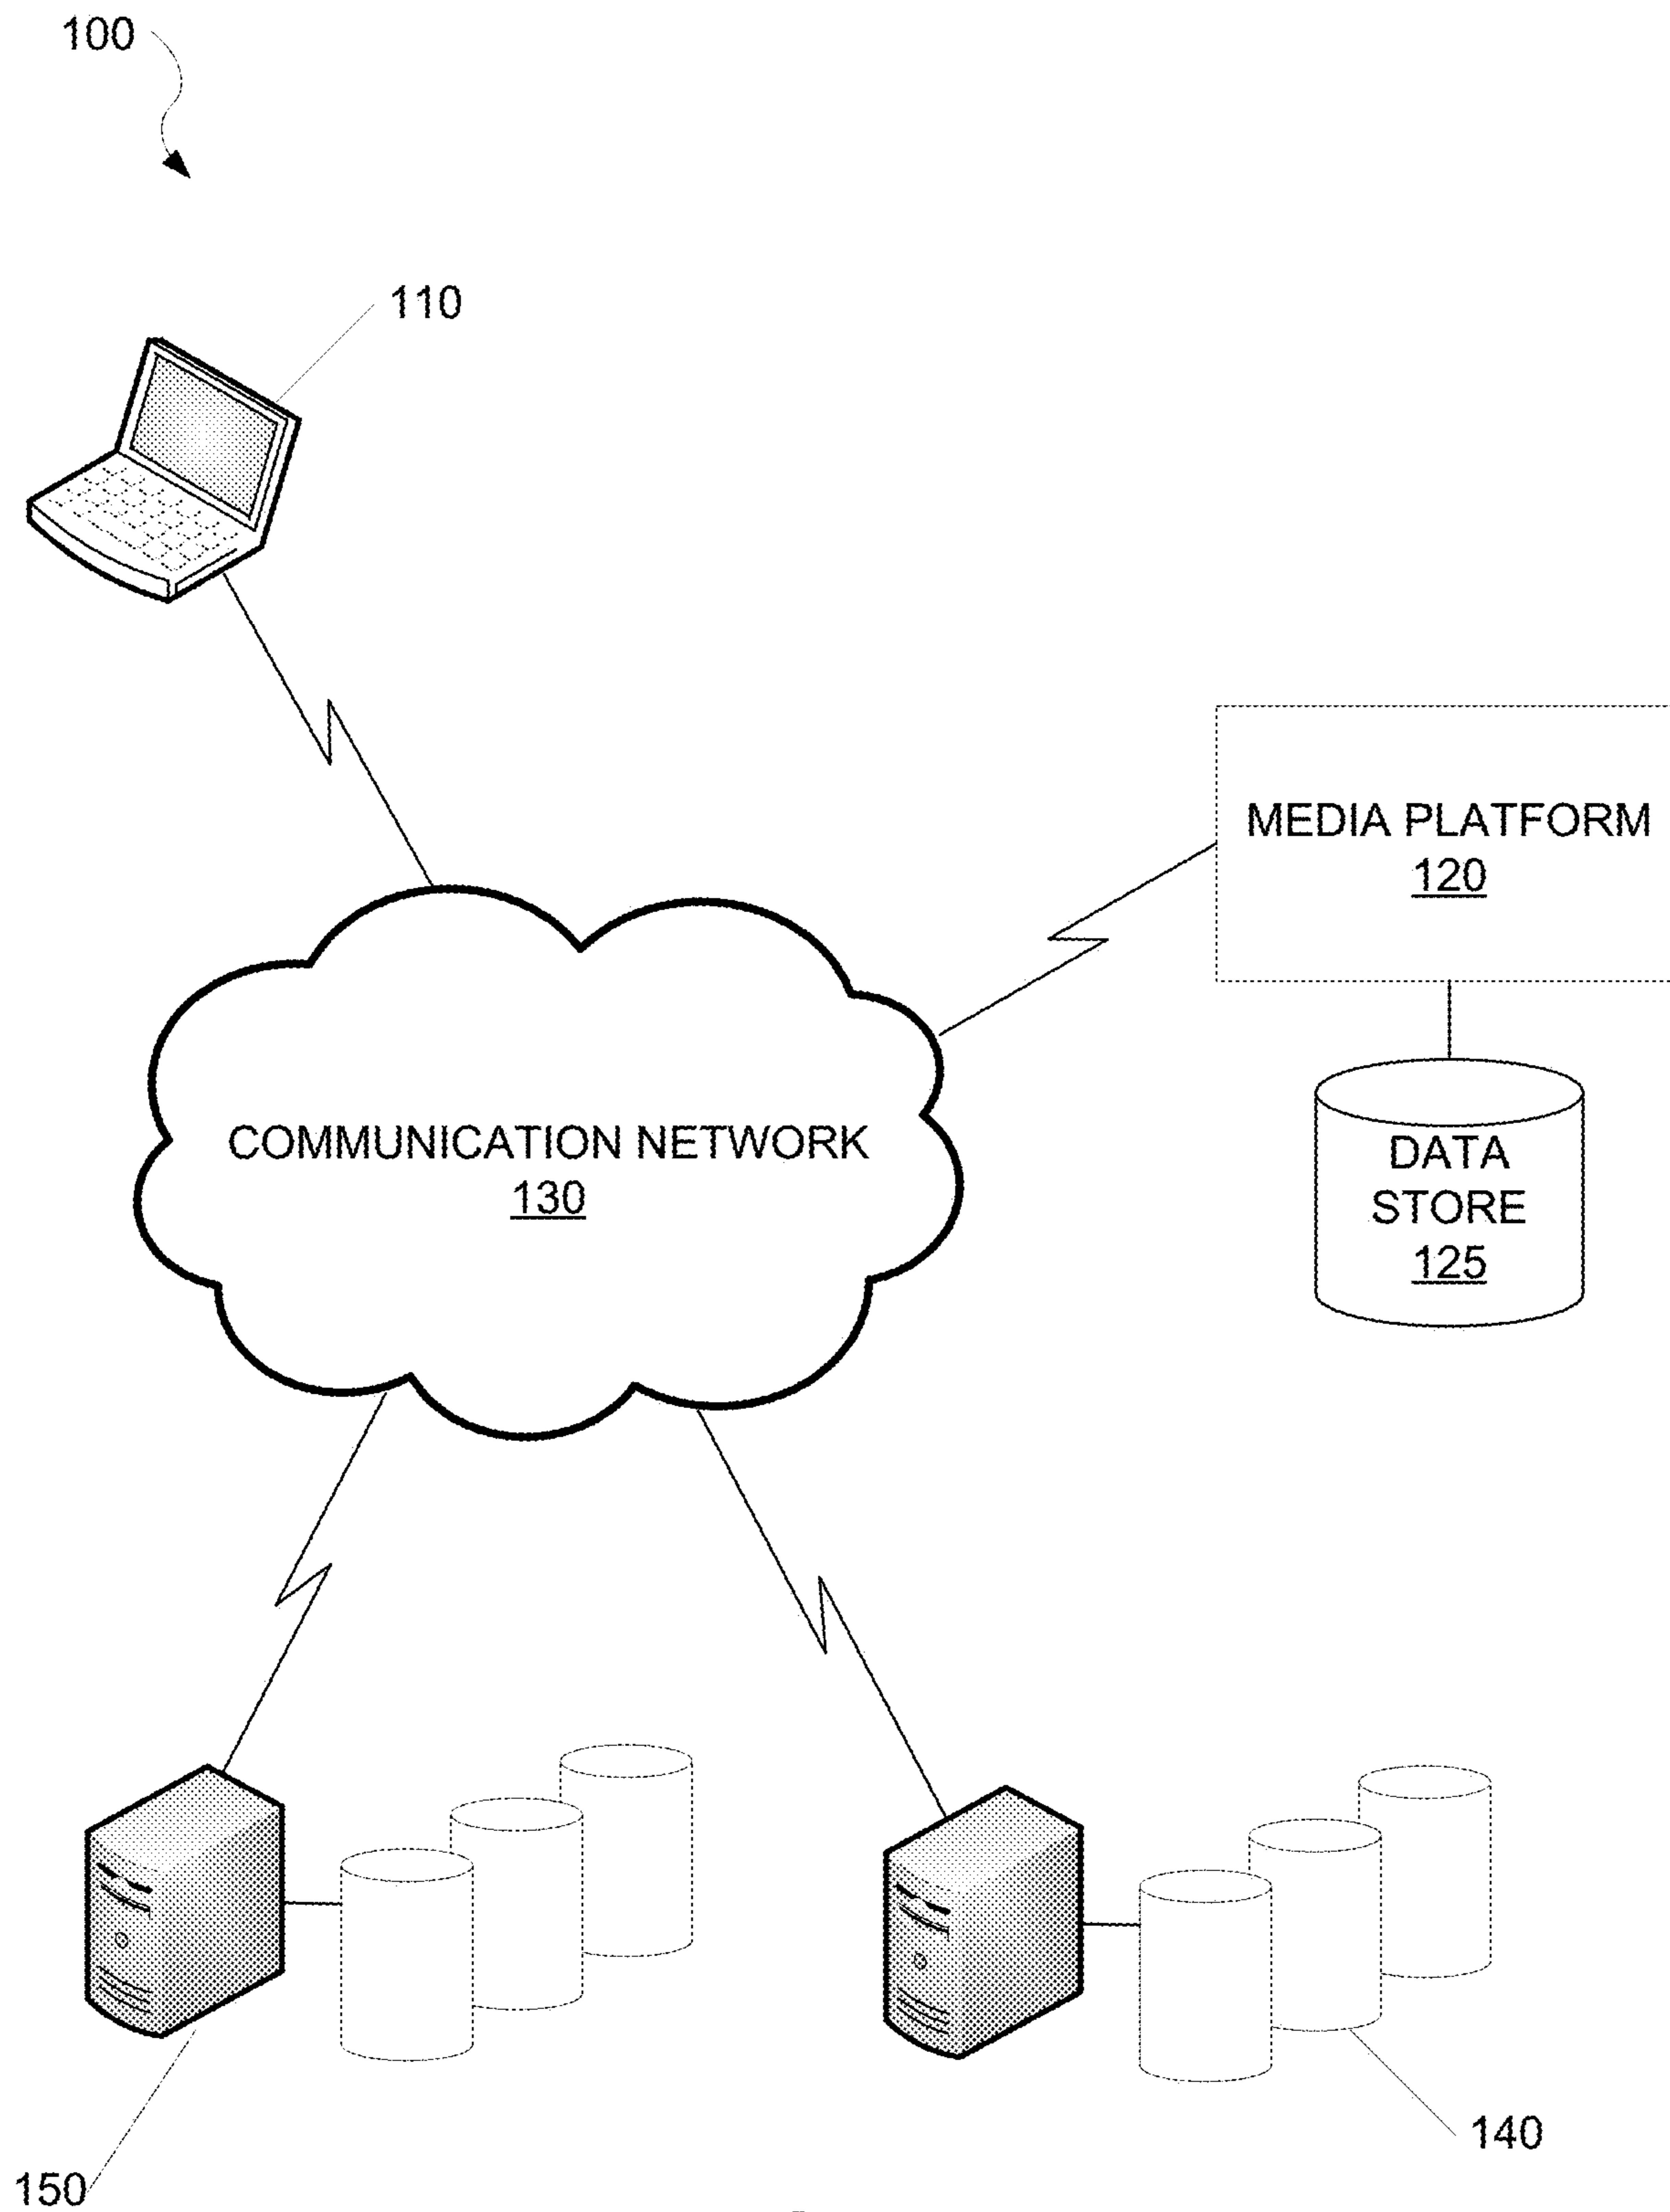 100
110
MEDIA PLATFORM
120
COMMUNICATION NETWORK
130
DATA
STORE
125
140
150